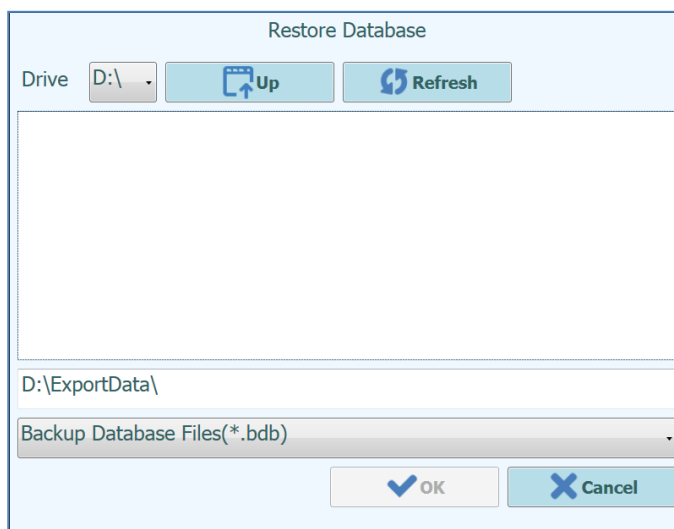 Restore Database
Drive D:\ Up Refresh
D:\ExportData\
Backup Database Files(*.bdb)
OK Cancel